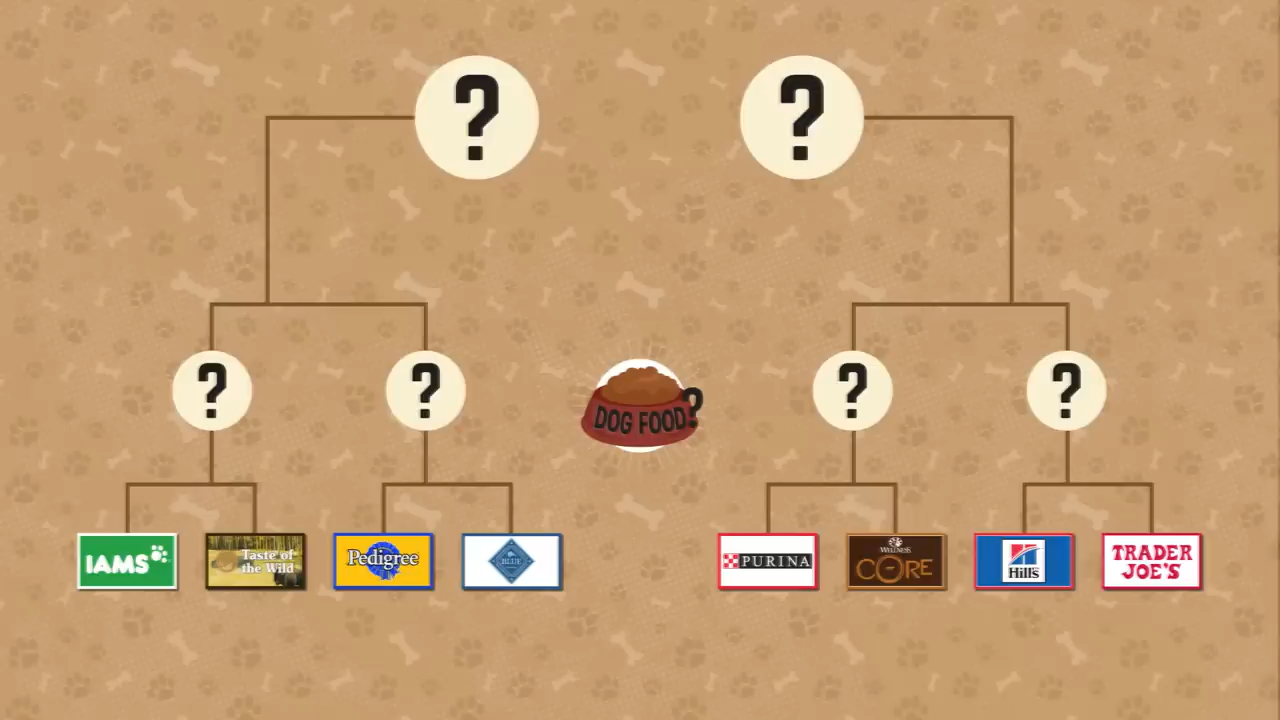 ?
?
?
?
DOG FOOD?
?
?
IAMS
Taste of
the Wild
Pedigree
BLUE
PURINA
WELLNESS
CORE
Hill's
TRADER
JOE'S